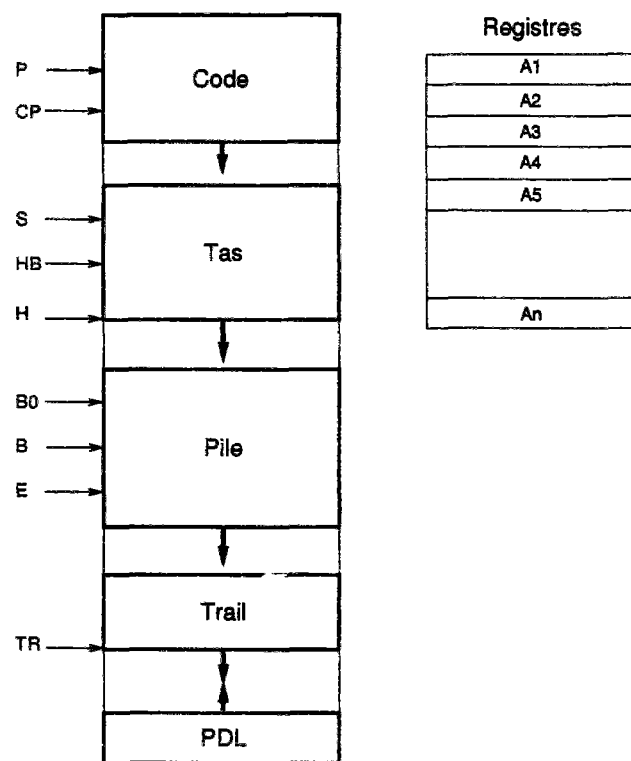 P
CP
Code
S
HB
H
Tas
B0
B
E
Pile
TR
Trail
PDL
Registres
A1
A2
A3
A4
A5
An